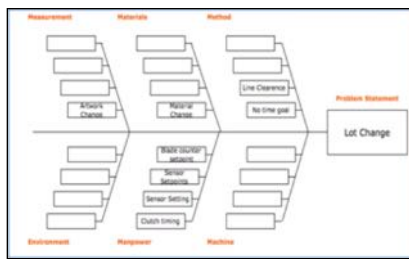 Measurement
Materials
Method
Line Clearence
Problem Statement
Artwork
Change
Material
Change
No time goal
Lot Change
Blade counter
setpoint
Sensor
Setpoints
Sensor Setting
Clutch timing
Environment
Manpower
Machine